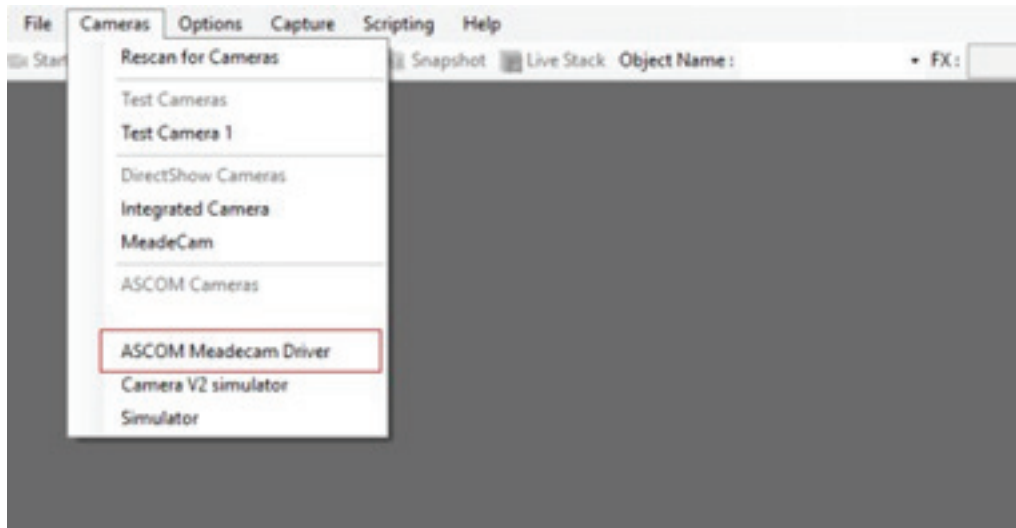 File Cameras Options Capture Scripting Help
Start Snapshot Live Stack Object Name : FX :
Rescan for Cameras
Test Cameras
Test Camera 1
DirectShow Cameras
Integrated Camera
MeadeCam
ASCOM Cameras
ASCOM Meadecam Driver
Camera V2 simulator
Simulator